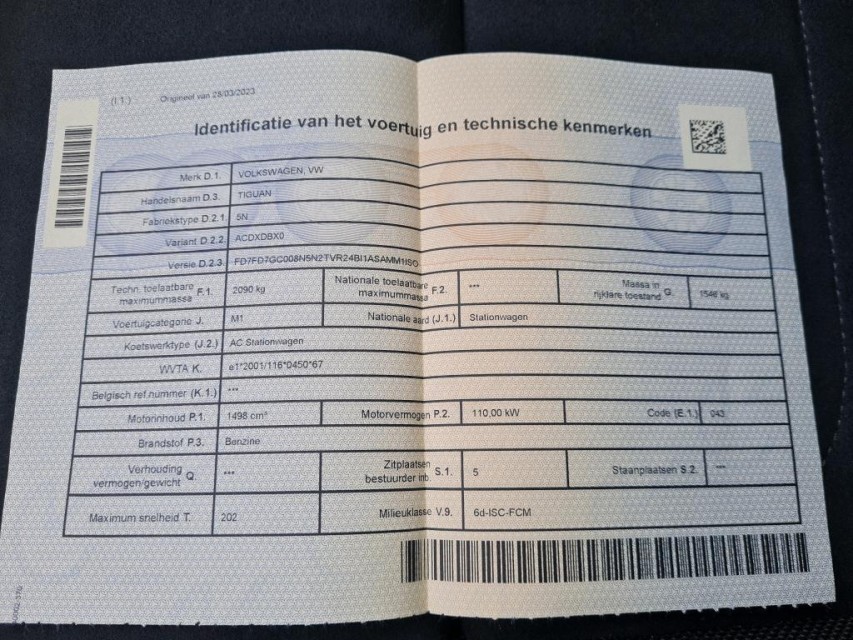 (I.1.) Origineel van 28/03/2023
Identificatie van het voertuig en technische kenmerken
Merk D.1. VOLKSWAGEN, VW
Handelsnaam D.3. TIGUAN
Fabriekstype D.2.1. 5N
Variant D.2.2. ACDXDBX0
Versie D.2.3. FD7FD7GC008N5N2TVR24BI1ASAMM1ISO
Techn. toelaatbare maximummassa F.1. 2090 kg Nationale toelaatbare maximummassa F.2. *** Massa in rijklare toestand G. 1546 kg
Voertuigcategorie J. M1 Nationale aard (J.1.) Stationwagen
Koetswerktype (J.2.) AC Stationwagen
WVTA K. e1*2001/116*0450*67
Belgisch ref.nummer (K.1.) ***
Motorinhoud P.1. 1498 cm³ Motorvermogen P.2. 110,00 kW Code (E.1.) 043
Brandstof P.3. Benzine
Verhouding vermogen/gewicht Q. *** Zitplaatsen bestuurder inb. S.1. 5 Staanplaatsen S.2. ***
Maximum snelheid T. 202 Milieuklasse V.9. 6d-ISC-FCM